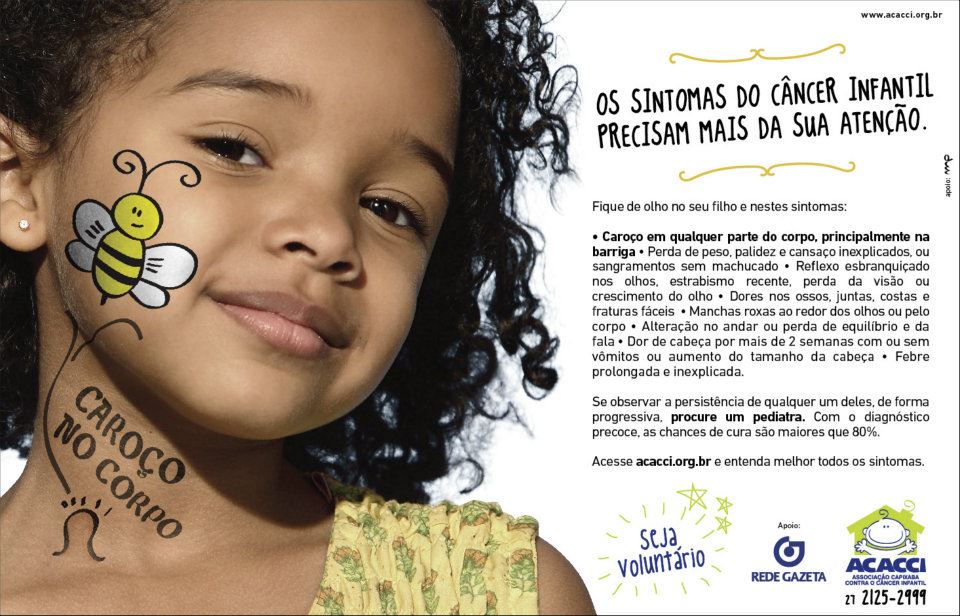 www.acacci.org.br
OS SINTOMAS DO CÂNCER INFANTIL
PRECISAM MAIS DA SUA ATENÇÃO.
Fique de olho no seu filho e nestes sintomas:
• Caroço em qualquer parte do corpo, principalmente na
barriga • Perda de peso, palidez e cansaço inexplicados, ou
sangramentos sem machucado • Reflexo esbranquiçado
nos olhos, estrabismo recente, perda da visão ou
crescimento do olho • Dores nos ossos, juntas, costas e
fraturas fáceis • Manchas roxas ao redor dos olhos ou pelo
corpo • Alteração no andar ou perda de equilíbrio e da
fala • Dor de cabeça por mais de 2 semanas com ou sem
vômitos ou aumento do tamanho da cabeça • Febre
prolongada e inexplicada.
Se observar a persistência de qualquer um deles, de forma
progressiva, procure um pediatra. Com o diagnóstico
precoce, as chances de cura são maiores que 80%.
Acesse acacci.org.br e entenda melhor todos os sintomas.
CAROÇO
NO CORPO
SEJA
VOLUNTÁRIO
Apoio:
REDE GAZETA
ACACCI
ASSOCIAÇÃO CAPIXABA
CONTRA O CÂNCER INFANTIL
27 2125-2999
apoio: